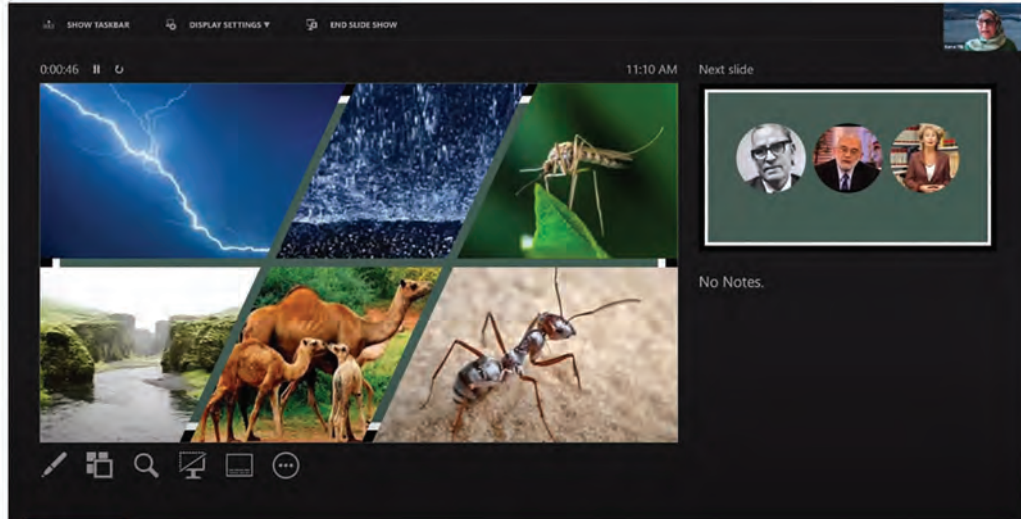 SHOW TASKBAR
DISPLAY SETTINGS ▼
END SLIDE SHOW
0:00:46
11:10 AM
Next slide
No Notes.